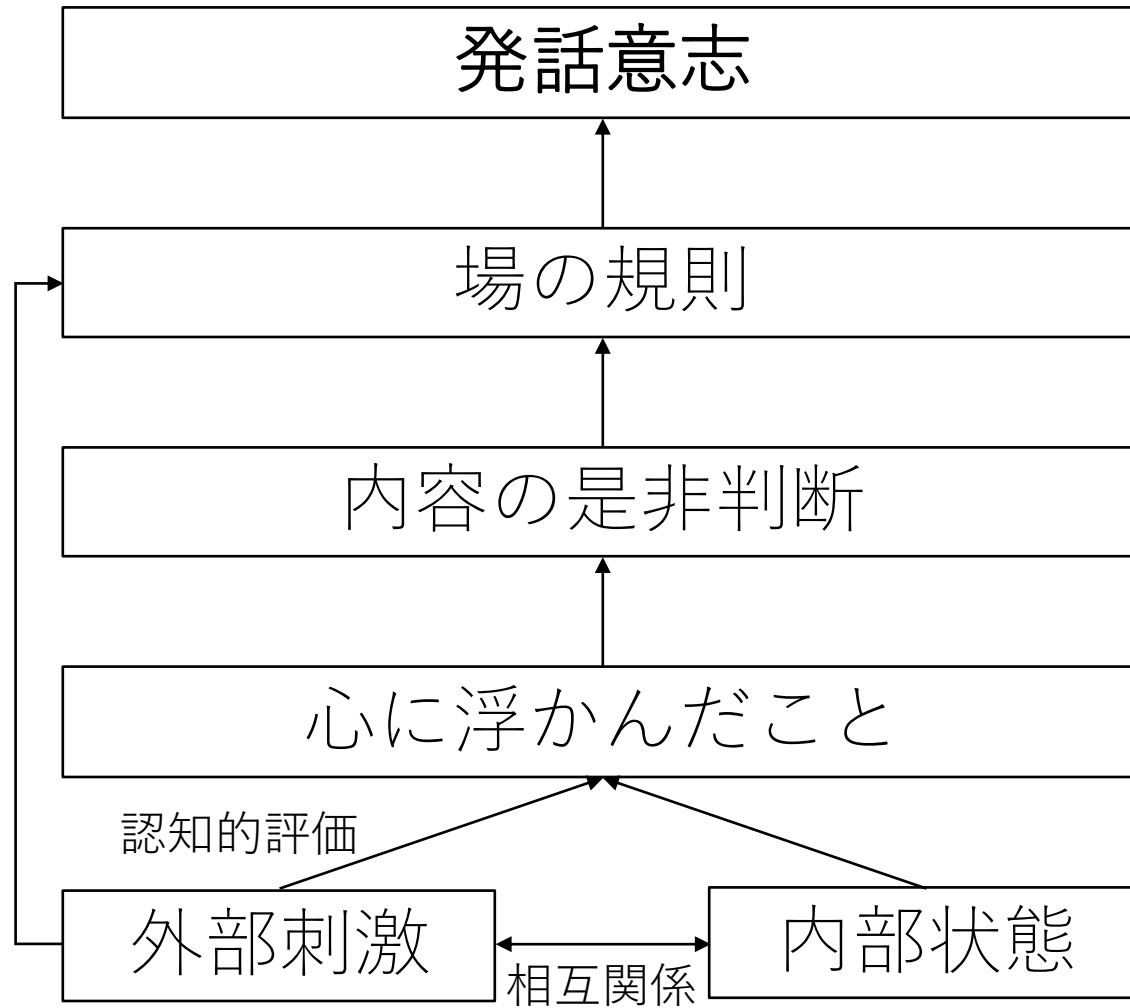 発話意志
場の規則
内容の是非判断
心に浮かんだこと
認知的評価
外部刺激
内部状態
相互関係